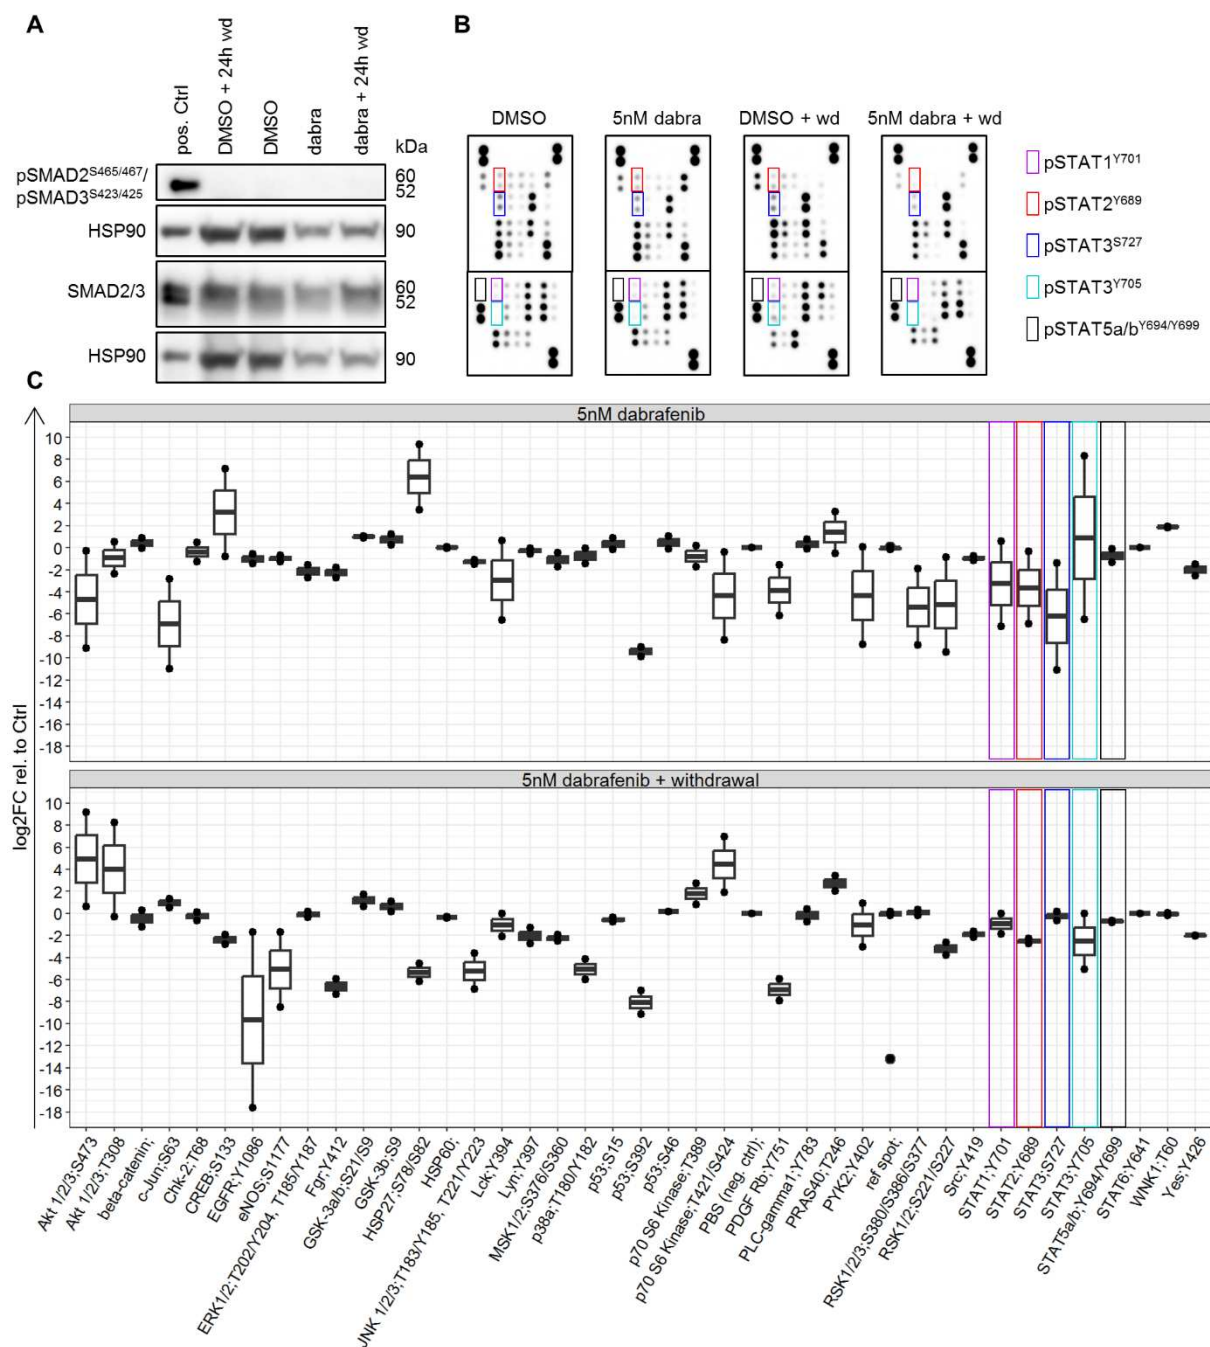 A
pos. Ctrl
DMSO + 24h wd
DMSO
dabra
dabra + 24h wd
kDa
pSMAD2S465/467/
pSMAD3S423/425
60
52
HSP90
90
SMAD2/3
60
52
HSP90
90
B
DMSO
5nM dabra
DMSO + wd
5nM dabra + wd
pSTAT1Y701
pSTAT2Y689
pSTAT3S727
pSTAT3Y705
pSTAT5a/bY694/Y699
C
log2FC rel. to Ctrl
5nM dabrafenib
10
8
6
4
2
0
-2
-4
-6
-8
-10
-12
-14
-16
-18
5nM dabrafenib + withdrawal
10
8
6
4
2
0
-2
-4
-6
-8
-10
-12
-14
-16
-18
Akt 1/2/3;S473
Akt 1/2/3;T308
beta-catenin;
c-Jun;S63
Chk-2;T68
CREB;S133
EGFR;Y1086
eNOS;S1177
ERK1/2;T202/Y204, T185/Y187
Fgr;Y412
GSK-3a/b;S21/S9
GSK-3b;S9
HSP27;S78/S82
HSP60;
JNK 1/2/3;T183/Y185, T221/Y223
Lck;Y394
Lyn;Y397
MSK1/2;S376/S360
p38a;T180/Y182
p53;S15
p53;S392
p53;S46
p70 S6 Kinase;T389
p70 S6 Kinase;T421/S424
PBS (neg. ctrl);
PDGF Rb;Y751
PLC-gamma1;Y783
PRAS40;T246
PYK2;Y402
ref spot;
RSK1/2/3;S380/S386/S377
RSK1/2;S221/S227
Src;Y419
STAT1;Y701
STAT2;Y689
STAT3;S727
STAT3;Y705
STAT5a/b;Y694/Y699
STAT6;Y641
WNK1;T60
Yes;Y426